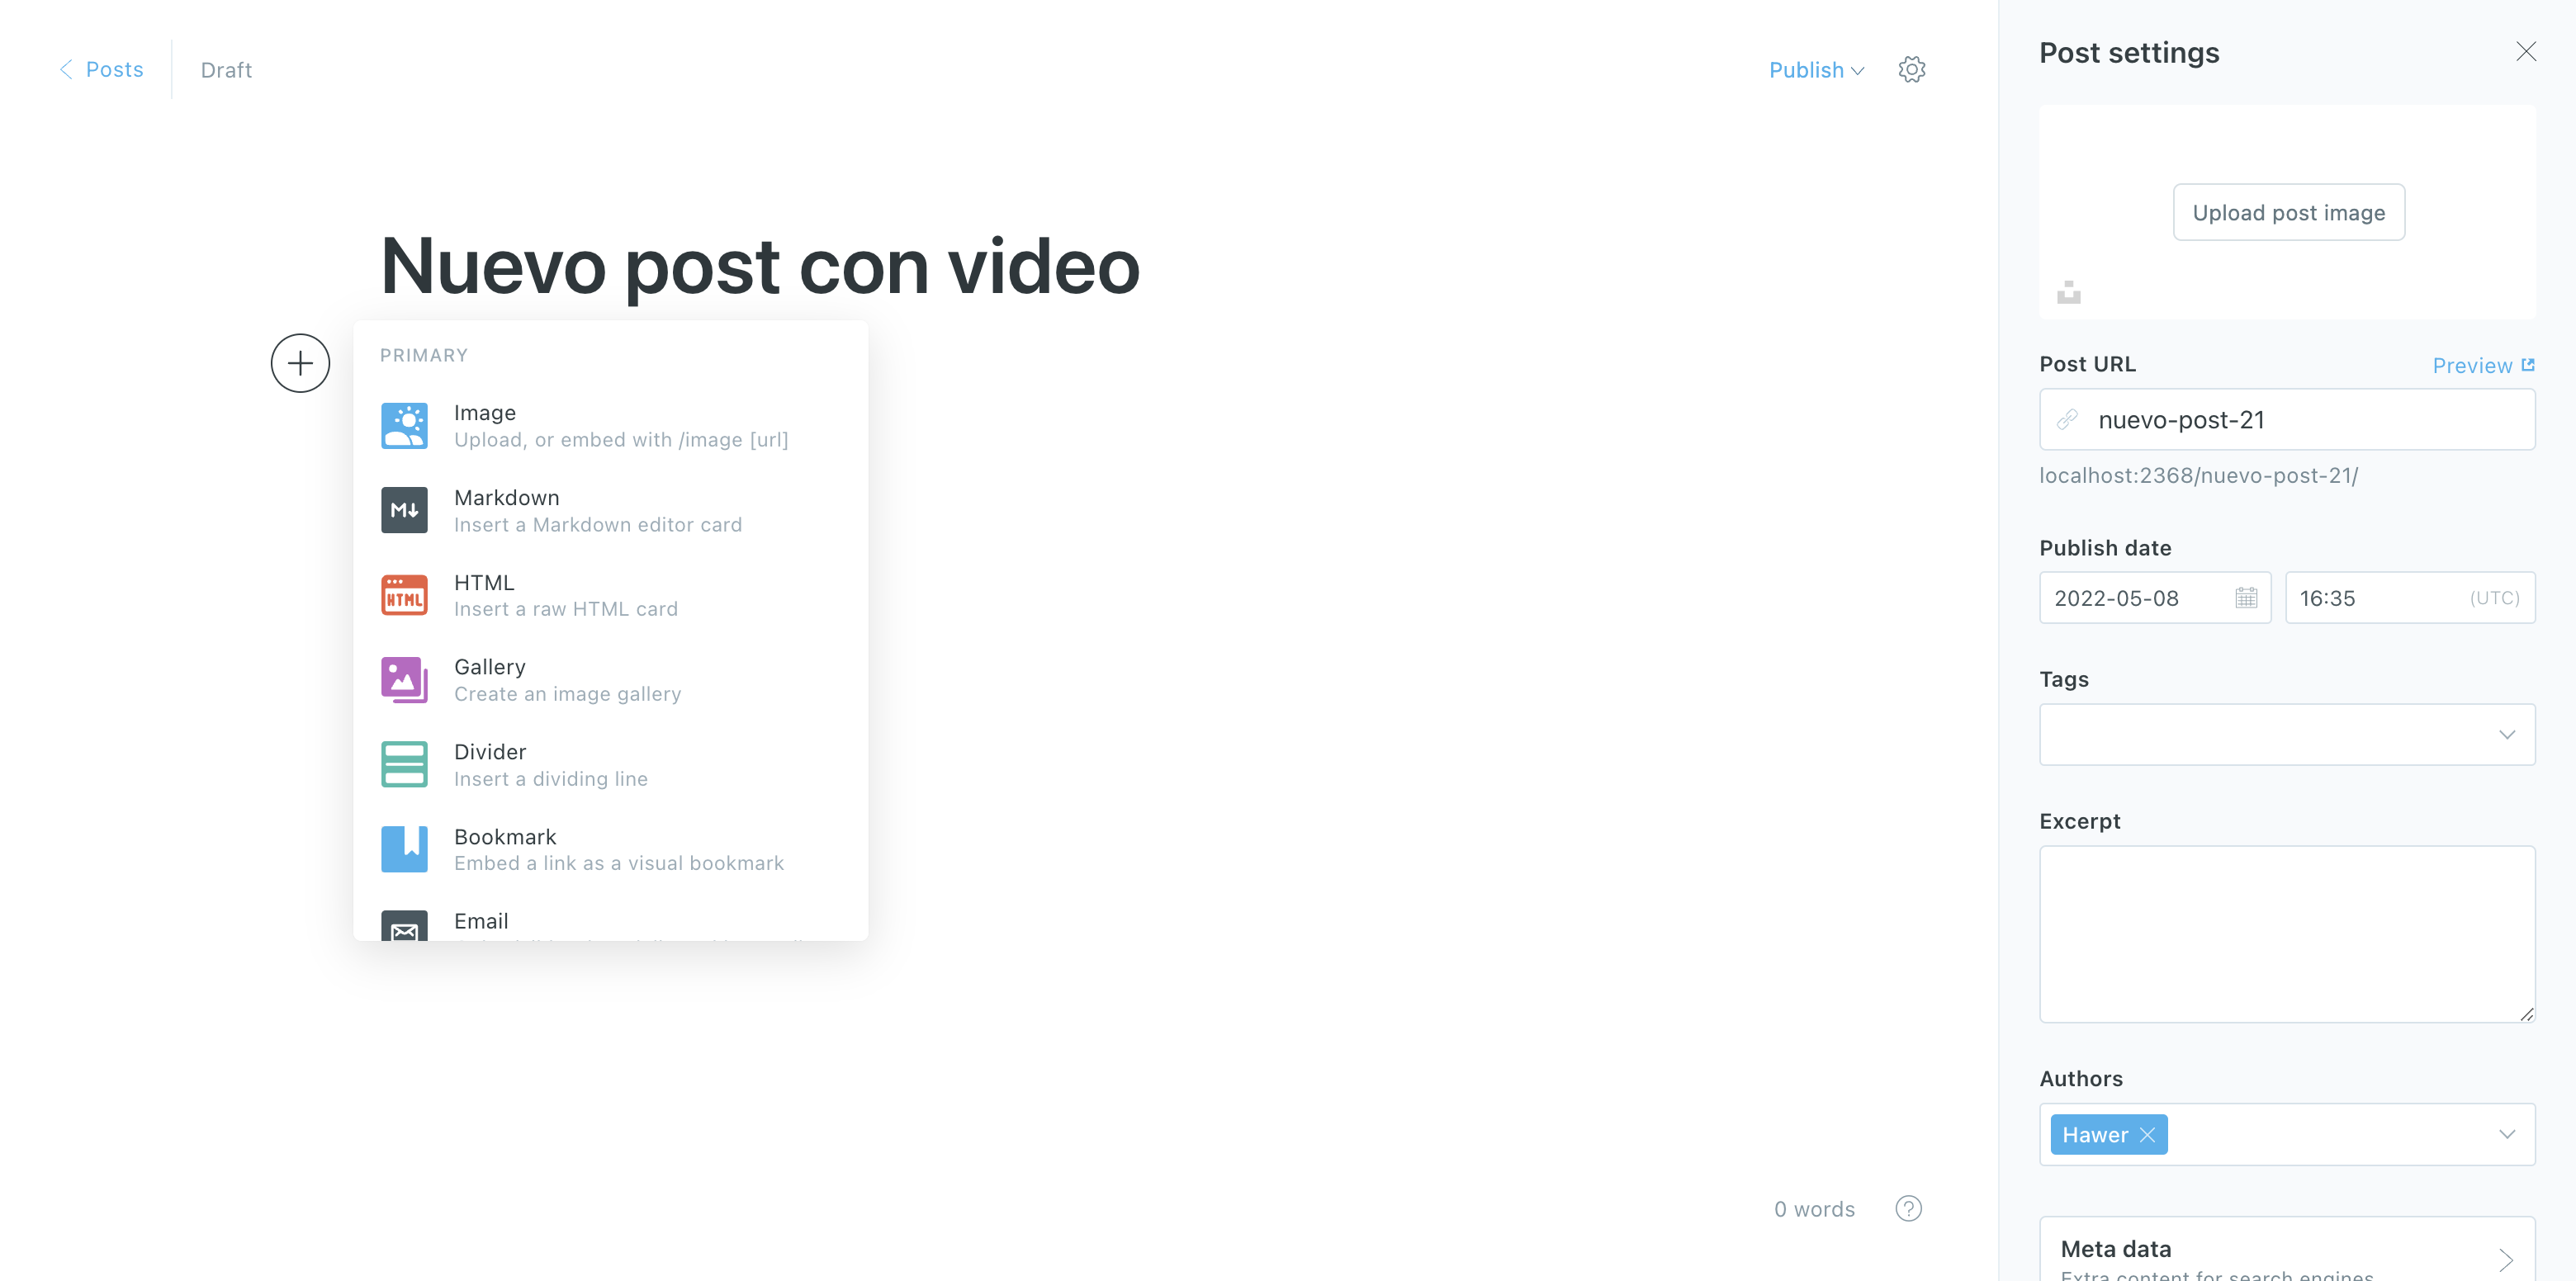 Posts
Draft
Publish
Nuevo post con video
PRIMARY
Image
Upload, or embed with /image [url]
M
Markdown
Insert a Markdown editor card
HTML
HTML
Insert a raw HTML card
Gallery
Create an image gallery
Divider
Insert a dividing line
Bookmark
Embed a link as a visual bookmark
Email
0 words
?
Post settings
Upload post image
Post URL
Preview
nuevo-post-21
localhost:2368/nuevo-post-21/
Publish date
2022-05-08
16:35
(UTC)
Tags
Excerpt
Authors
Hawer
Meta data
Extra content for search engines